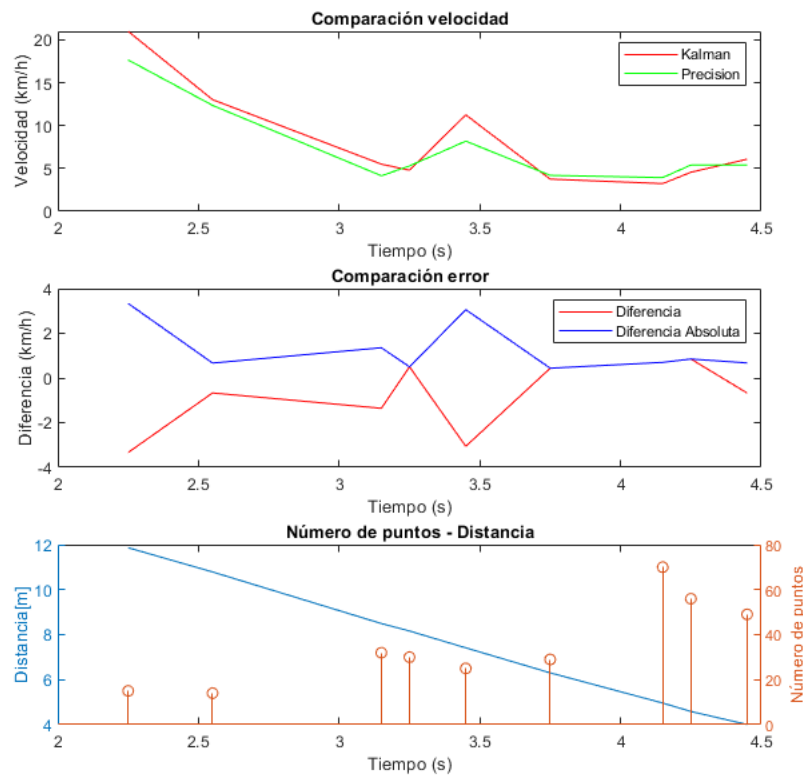 Comparación velocidad
Velocidad (km/h)
20
15
10
5
0
Kalman
Precision
2 2.5 3 3.5 4 4.5
Tiempo (s)
Comparación error
Diferencia (km/h)
4
2
0
-2
-4
Diferencia
Diferencia Absoluta
2 2.5 3 3.5 4 4.5
Tiempo (s)
Número de puntos - Distancia
Distancia[m]
12
10
8
6
4
80
60
40
20
0
Número de puntos
2 2.5 3 3.5 4 4.5
Tiempo (s)